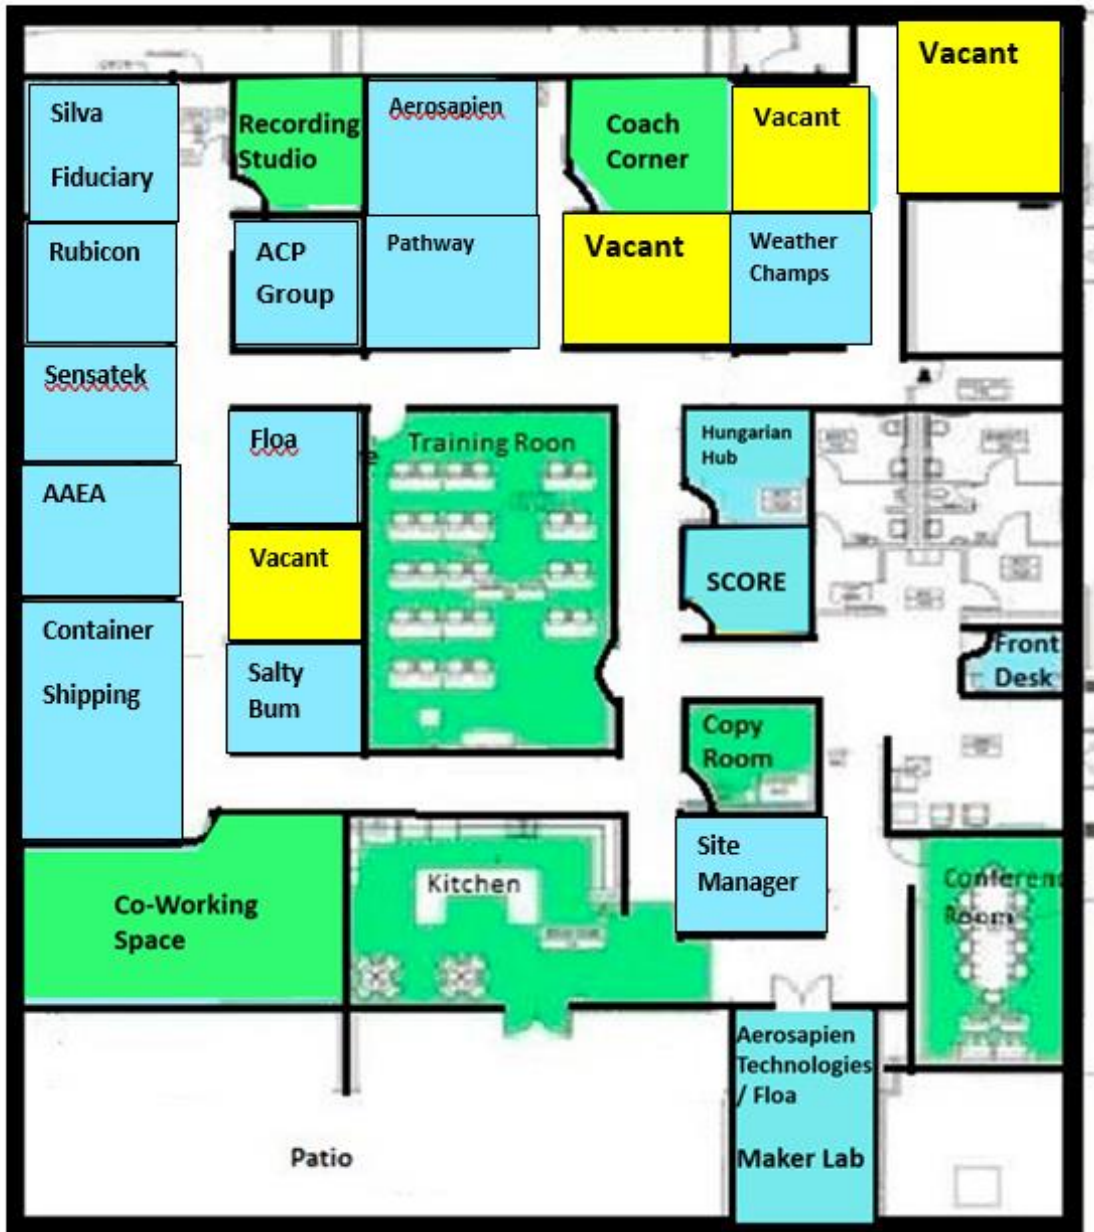 Vacant
Silva
Fiduciary
Recording
Studio
Aerosapien
Coach
Corner
Vacant
Rubicon
ACP
Group
Pathway
Vacant
Weather
Champs
Sensatek
Floa
Training Roon
Hungarian
Hub
AAEA
Vacant
SCORE
Container
Shipping
Salty
Bum
Front
Desk
Copy
Room
Site
Manager
Kitchen
Conferenc
Room
Co-Working
Space
Aerosapien
Technologies
/ Floa
Maker Lab
Patio